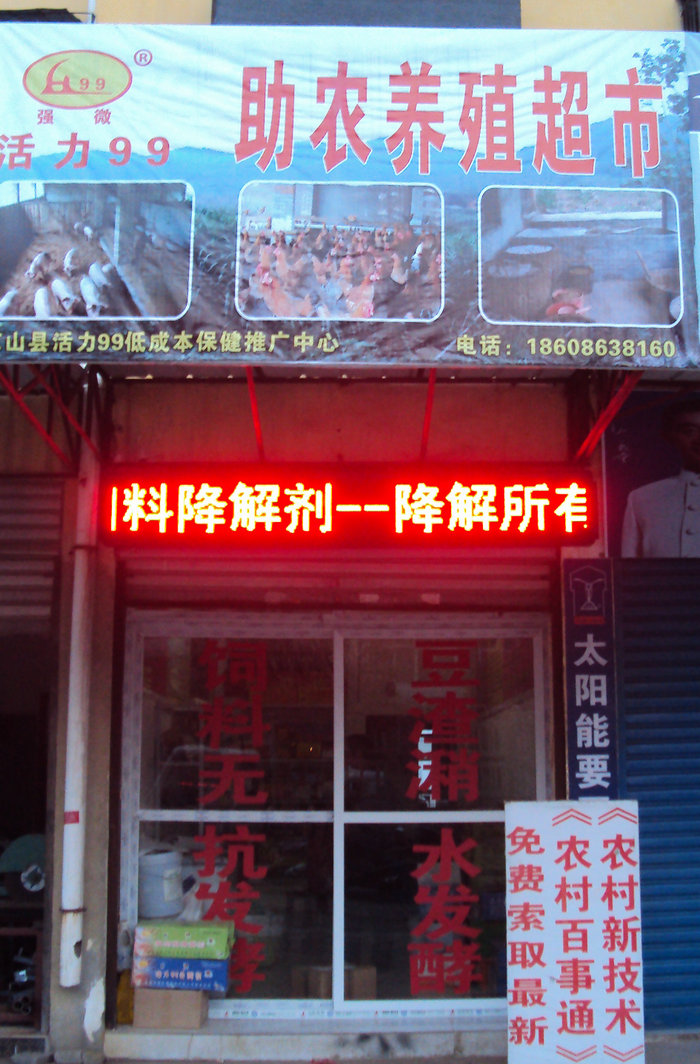 99
®
强 微
活力99
助农养殖超市
山县活力99低成本保健推广中心
电话：18608638160
料降解剂--降解所有
饲料无抗发酵
豆渣稍水发酵
太阳能要
《农村新技术》
《农村百事通》
免费索取最新